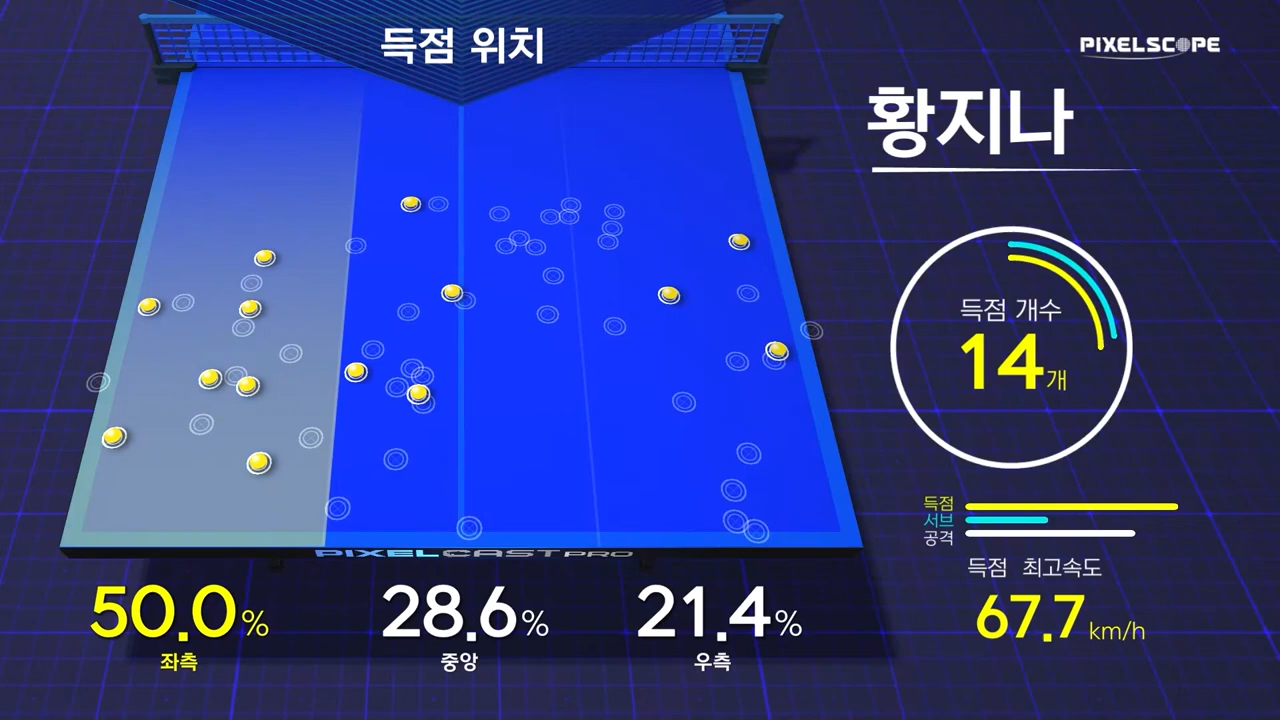 득점 위치
PIXELSCOPE
황지나
득점 개수
14개
득점
서브
공격
득점 최고속도
67.7 km/h
PIXELCAST PRO
50.0% 28.6% 21.4%
좌측 중앙 우측